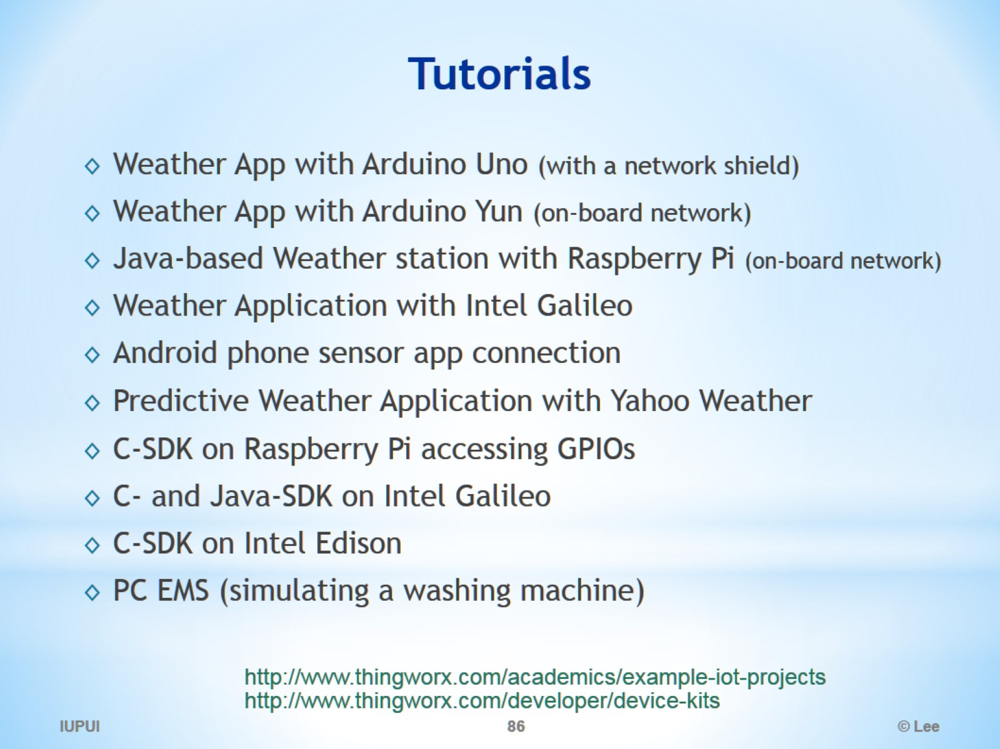 Tutorials
Weather App with Arduino Uno (with a network shield)
Weather App with Arduino Yun (on-board network)
Java-based Weather station with Raspberry Pi (on-board network)
Weather Application with Intel Galileo
Android phone sensor app connection
Predictive Weather Application with Yahoo Weather
C-SDK on Raspberry Pi accessing GPIOs
C- and Java-SDK on Intel Galileo
C-SDK on Intel Edison
PC EMS (simulating a washing machine)
http://www.thingworx.com/academics/example-iot-projects
http://www.thingworx.com/developer/device-kits
IUPUI 86 © Lee